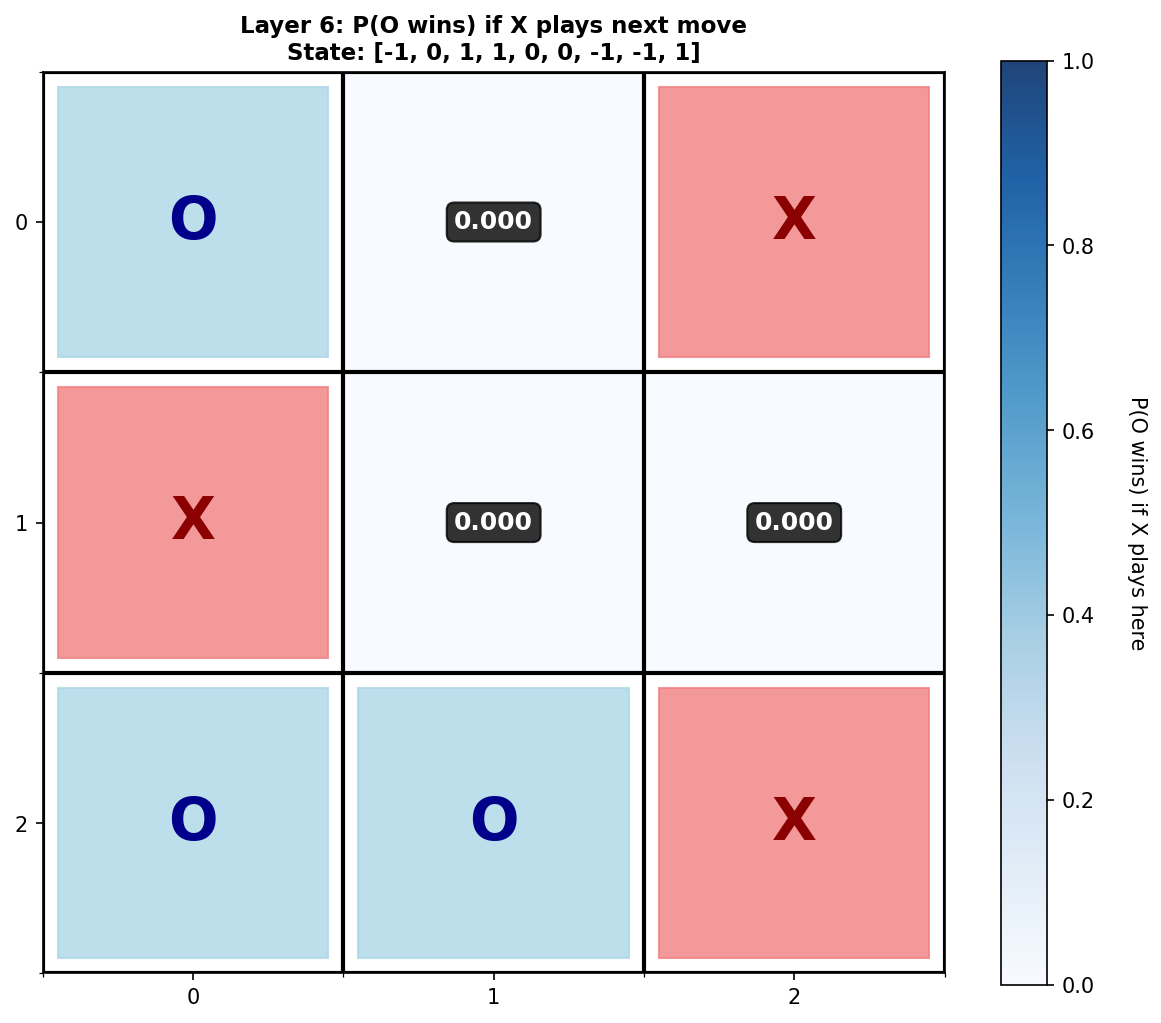 Layer 6: P(O wins) if X plays next move
State: [-1, 0, 1, 1, 0, 0, -1, -1, 1]
0
O
0.000
X
1
X
0.000
0.000
2
O
O
X
0
1
2
1.0
0.8
0.6
0.4
0.2
0.0
P(O wins) if X plays here